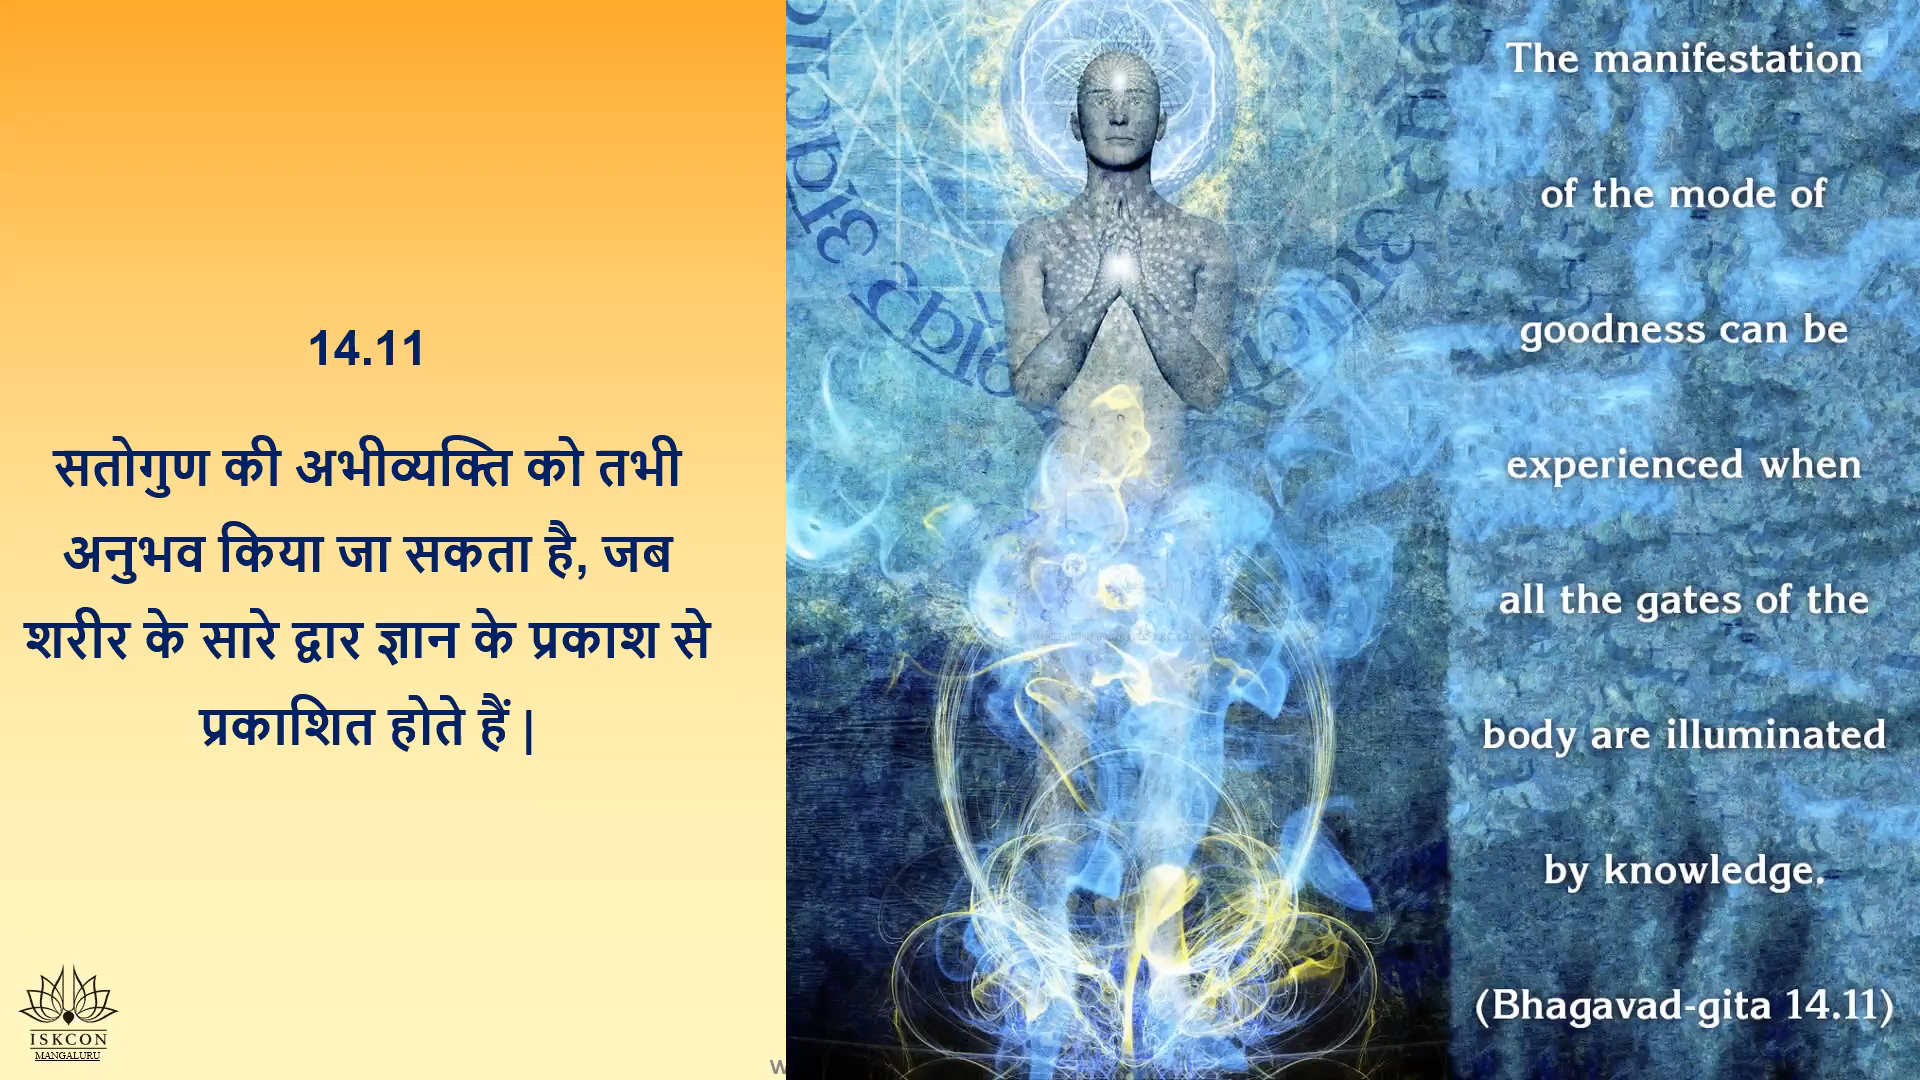 14.11
सतोगुण की अभीव्यक्ति को तभी
अनुभव किया जा सकता है, जब
शरीर के सारे द्वार ज्ञान के प्रकाश से
प्रकाशित होते हैं |
ISKCON
MANGALURU
The manifestation
of the mode of
goodness can be
experienced when
all the gates of the
body are illuminated
by knowledge.
(Bhagavad-gita 14.11)